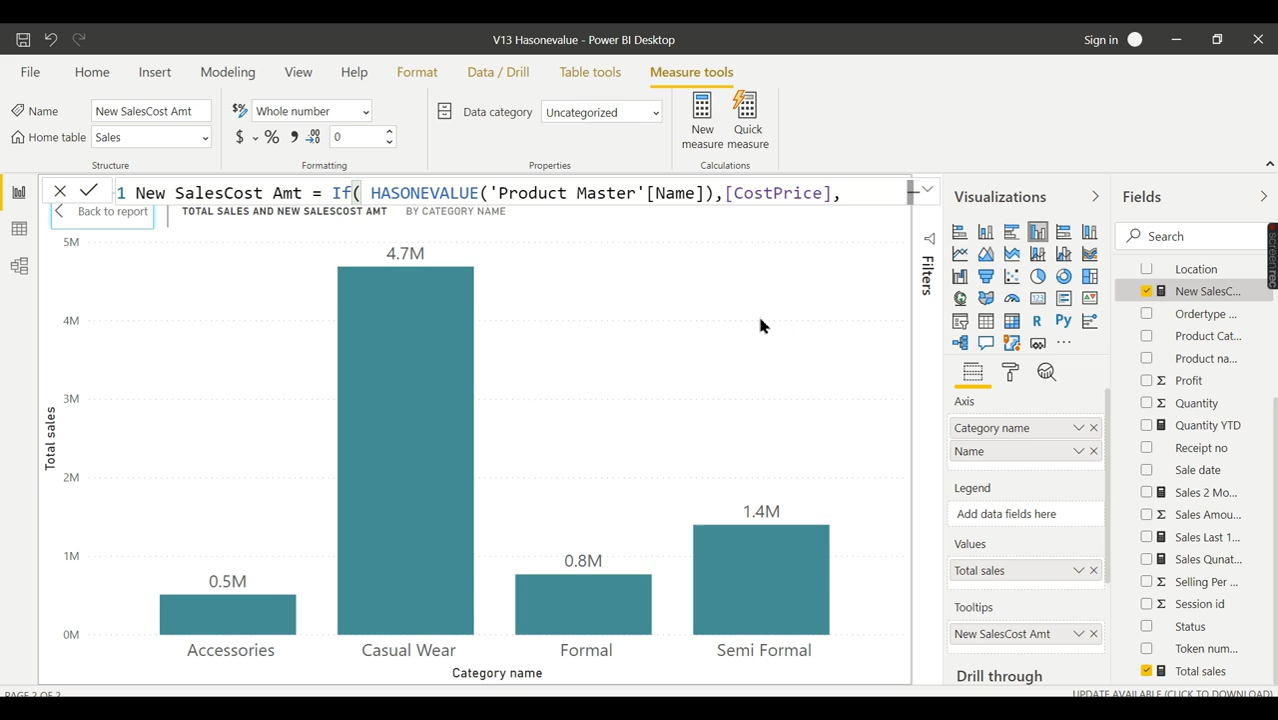 V13 Hasonevalue - Power BI Desktop
Sign in
File Home Insert Modeling View Help Format Data / Drill Table tools Measure tools
Name New SalesCost Amt
Home table Sales
Structure
Whole number
$ % 9 .00 0
Formatting
Data category Uncategorized
Properties
New measure
Quick measure
Calculations
1 New SalesCost Amt = If( HASONEVALUE('Product Master'[Name]),[CostPrice],
Back to report
TOTAL SALES AND NEW SALESCOST AMT BY CATEGORY NAME
5M
4M
3M
2M
1M
0M
Total sales
0.5M
4.7M
0.8M
1.4M
Accessories Casual Wear Formal Semi Formal
Category name
Filters
Visualizations
R Py
Axis
Category name
Name
Legend
Add data fields here
Values
Total sales
Tooltips
New SalesCost Amt
Drill through
Fields
Search
Location
New SalesC...
Ordertype ...
Product Cat...
Product na...
Profit
Quantity
Quantity YTD
Receipt no
Sale date
Sales 2 Mo...
Sales Amou...
Sales Last 1...
Sales Qunat...
Selling Per ...
Session id
Status
Token num...
Total sales
screenrec
PAGE 2 OF 2
UPDATE AVAILABLE (CLICK TO DOWNLOAD)